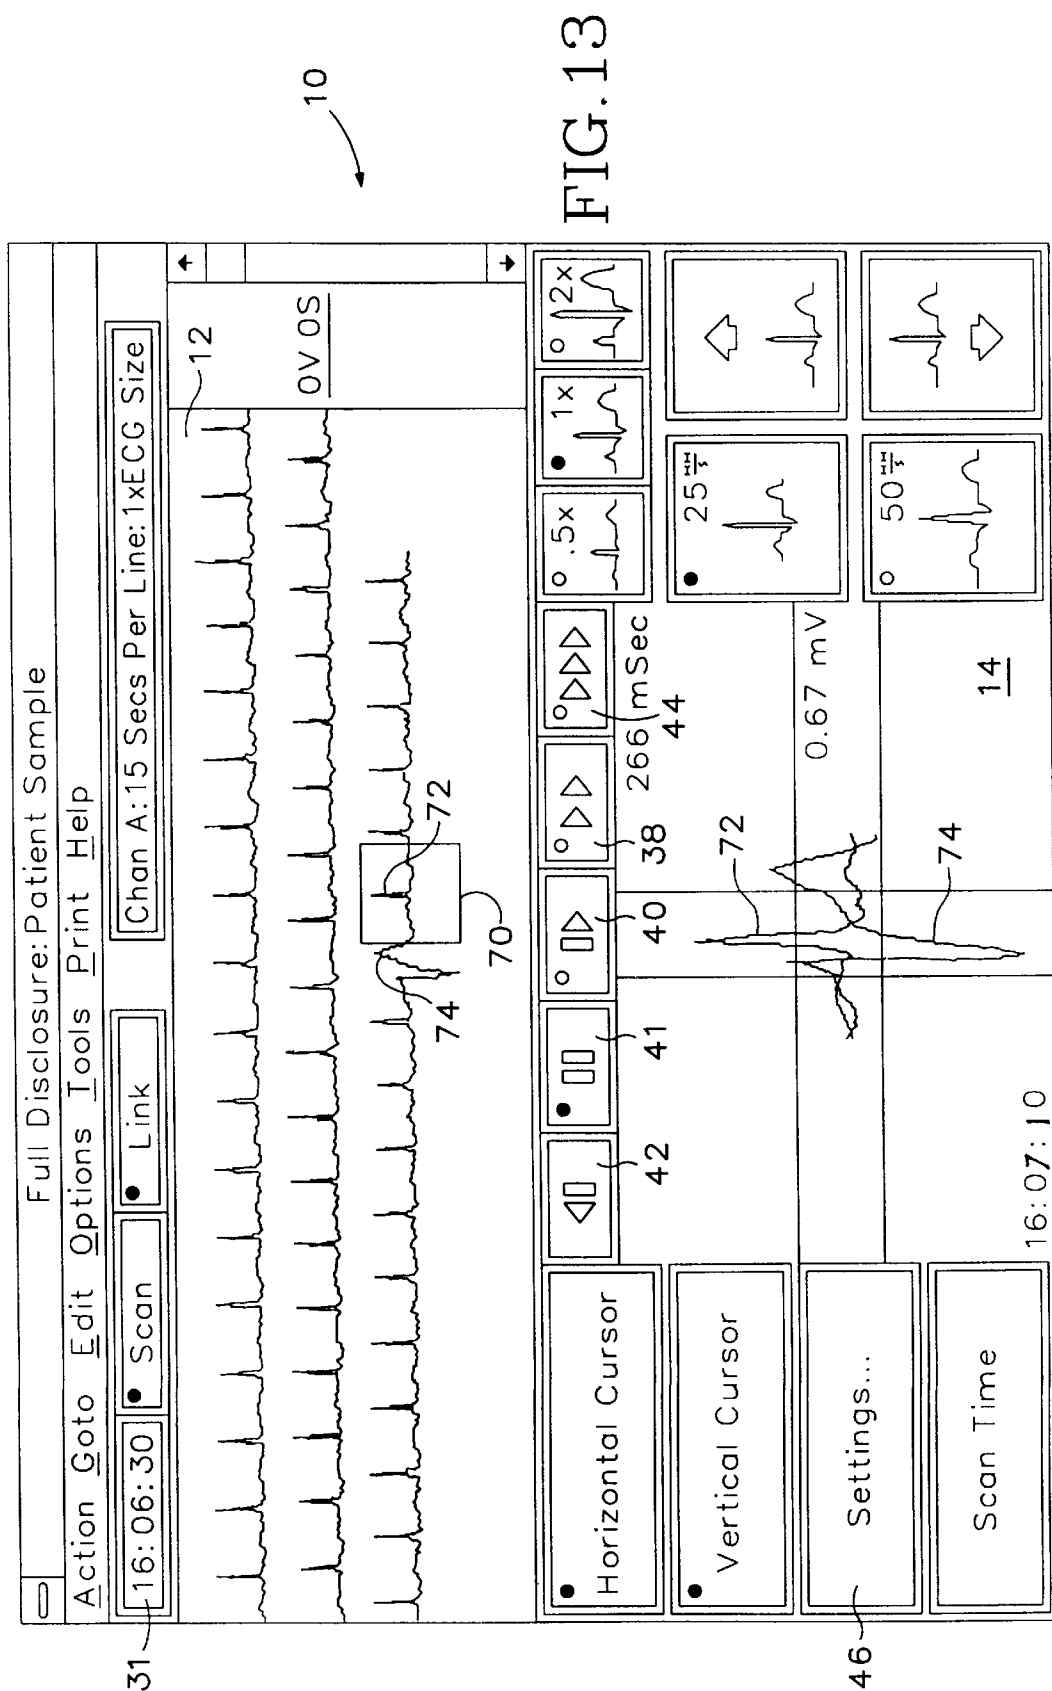 Full Disclosure: Patient Sample
Action Goto Edit Options Tools Print Help
16:06:30
Scan
Link
Chan A:15 Secs Per Line:1xECG Size
31
12
10
0V 0S
72
70
74
Horizontal Cursor
Vertical Cursor
Settings...
Scan Time
46
42
41
40
38
44
.5x
1x
2x
266 mSec
25 mm/s
50 mm/s
0.67 mV
72
74
14
16:07:10
FIG.13